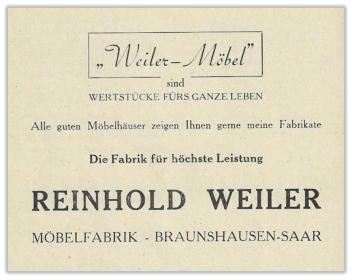 „Weiler-Möbel"
sind
WERTSTÜCKE FÜRS GANZE LEBEN
Alle guten Möbelhäuser zeigen Ihnen gerne meine Fabrikate
Die Fabrik für höchste Leistung
REINHOLD WEILER
MÖBELFABRIK - BRAUNSHAUSEN-SAAR